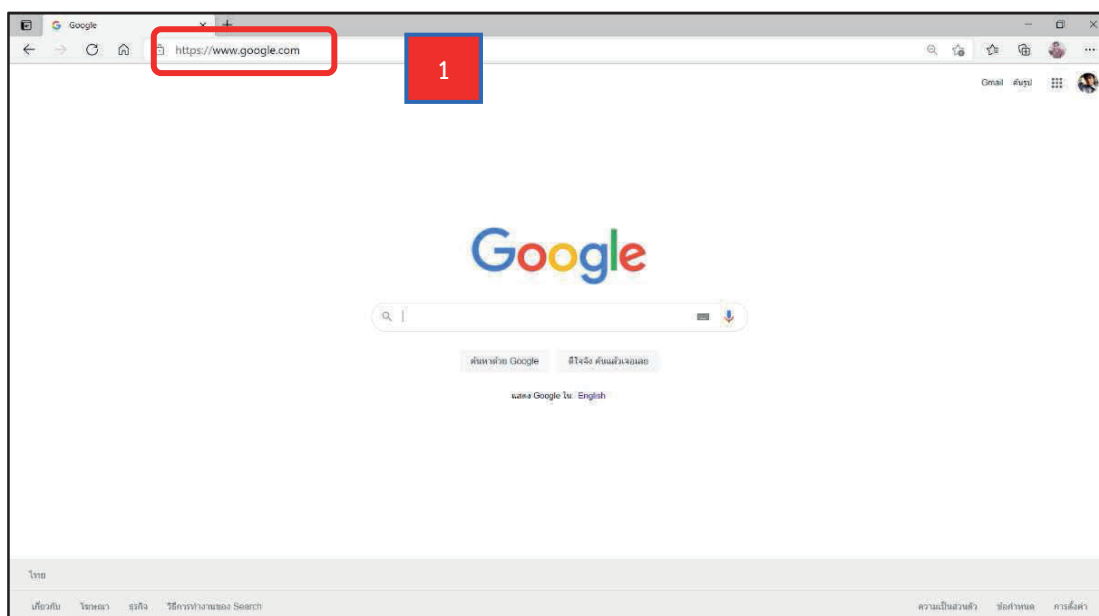 Google
https://www.google.com
1
Gmail ค้นรูป
Google
ค้นหาด้วย Google ดีใจจัง ค้นแล้วเจอเลย
แสดง Google ใน: English
ไทย
เกี่ยวกับ โฆษณา ธุรกิจ วิธีการทำงานของ Search ความเป็นส่วนตัว ข้อกำหนด การตั้งค่า